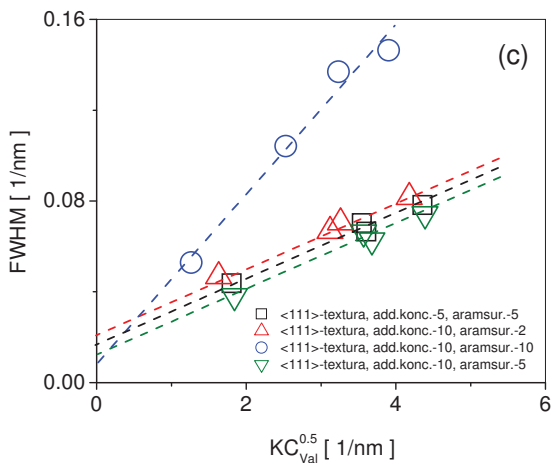 (c)
0.16
0.08
0.00
FWHM [ 1/nm ]
<111>-textura, add.konc.-5, aramsur.-5
<111>-textura, add.konc.-10, aramsur.-2
<111>-textura, add.konc.-10, aramsur.-10
<111>-textura, add.konc.-10, aramsur.-5
0 2 4 6
KC_Val^0.5 [ 1/nm ]